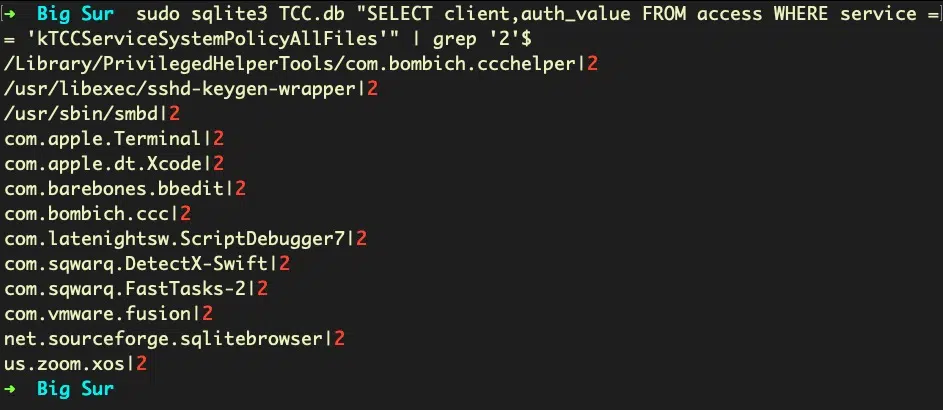 ➜  Big Sur  sudo sqlite3 TCC.db "SELECT client,auth_value FROM access WHERE service =
= 'kTCCServiceSystemPolicyAllFiles'" | grep '2'$
/Library/PrivilegedHelperTools/com.bombich.ccchelper|2
/usr/libexec/sshd-keygen-wrapper|2
/usr/sbin/smbd|2
com.apple.Terminal|2
com.apple.dt.Xcode|2
com.barebones.bbedit|2
com.bombich.ccc|2
com.latenightsw.ScriptDebugger7|2
com.sqwarq.DetectX-Swift|2
com.sqwarq.FastTasks-2|2
com.vmware.fusion|2
net.sourceforge.sqlitebrowser|2
us.zoom.xos|2
➜  Big Sur